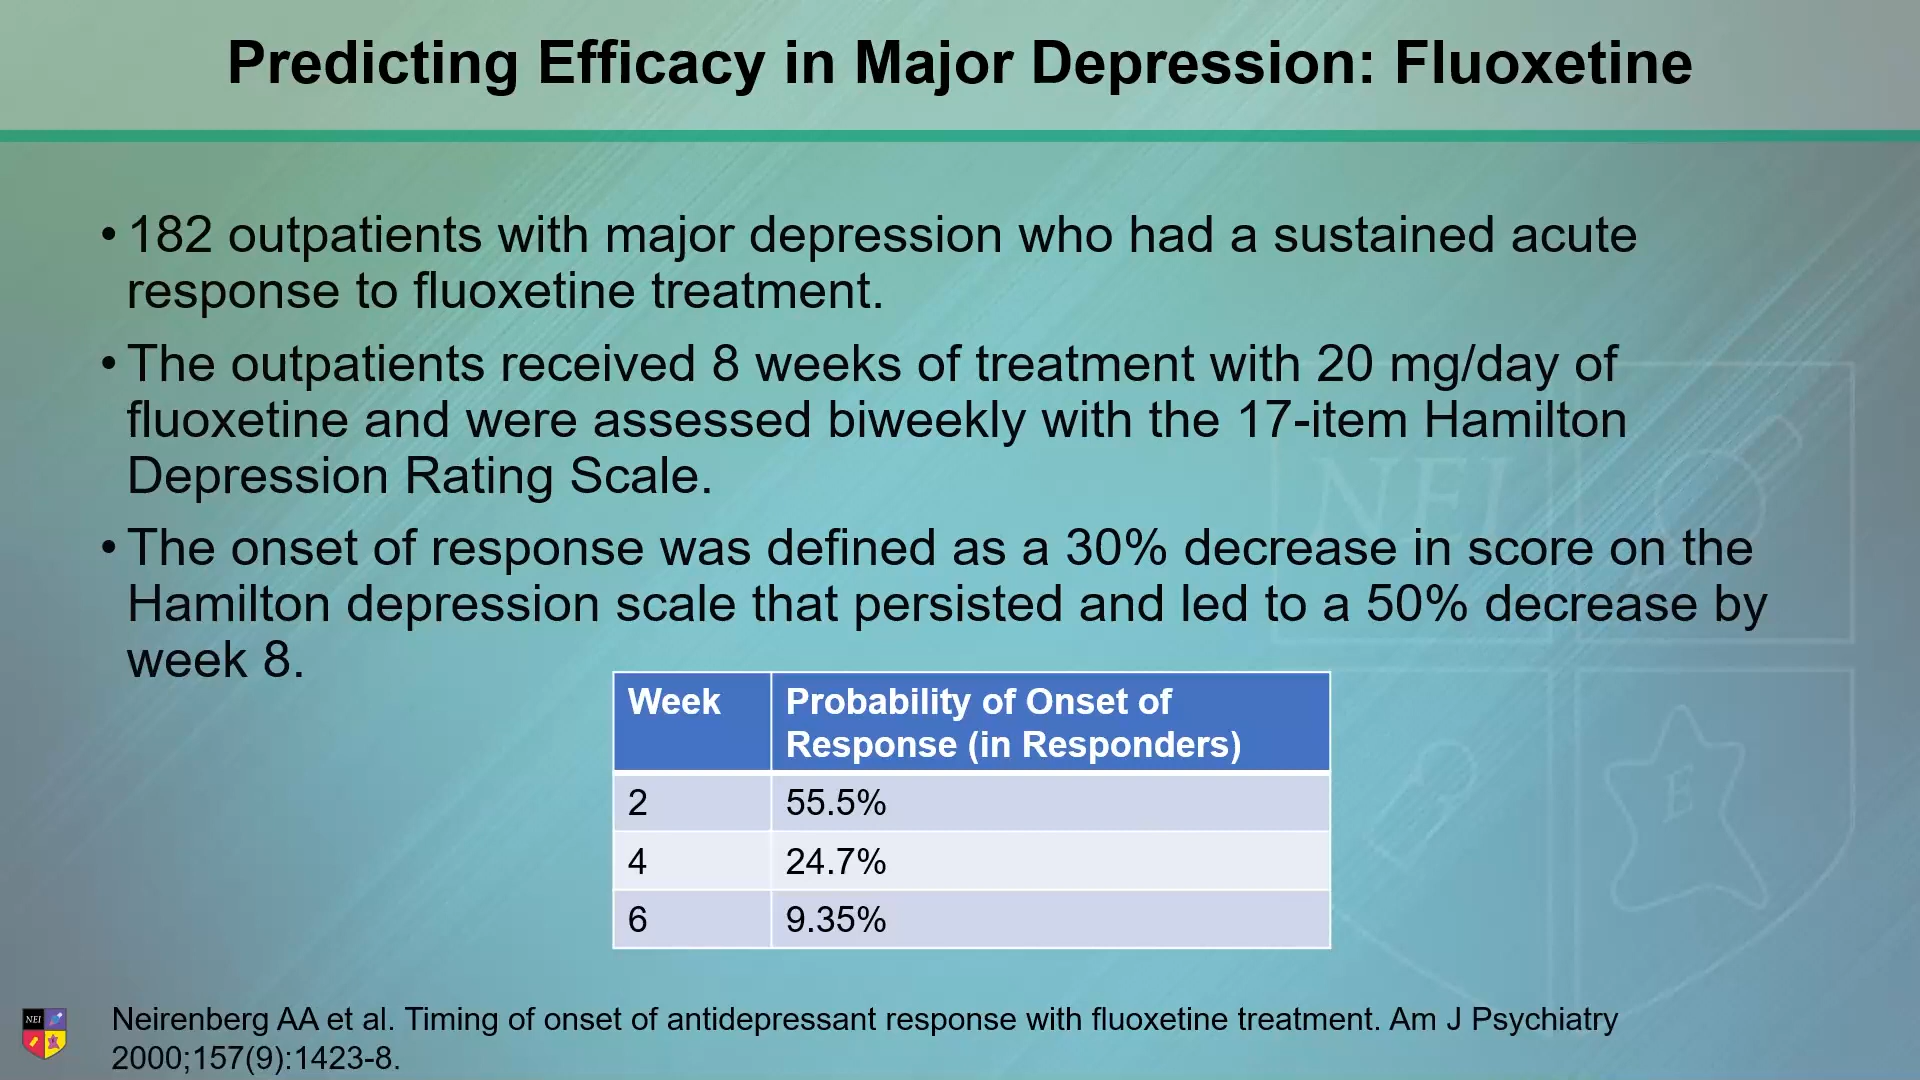 Predicting Efficacy in Major Depression: Fluoxetine
• 182 outpatients with major depression who had a sustained acute
response to fluoxetine treatment.
• The outpatients received 8 weeks of treatment with 20 mg/day of
fluoxetine and were assessed biweekly with the 17-item Hamilton
Depression Rating Scale.
• The onset of response was defined as a 30% decrease in score on the
Hamilton depression scale that persisted and led to a 50% decrease by
week 8.
Week Probability of Onset of
Response (in Responders)
2 55.5%
4 24.7%
6 9.35%
NEI
E
NEI
Neirenberg AA et al. Timing of onset of antidepressant response with fluoxetine treatment. Am J Psychiatry
2000;157(9):1423-8.